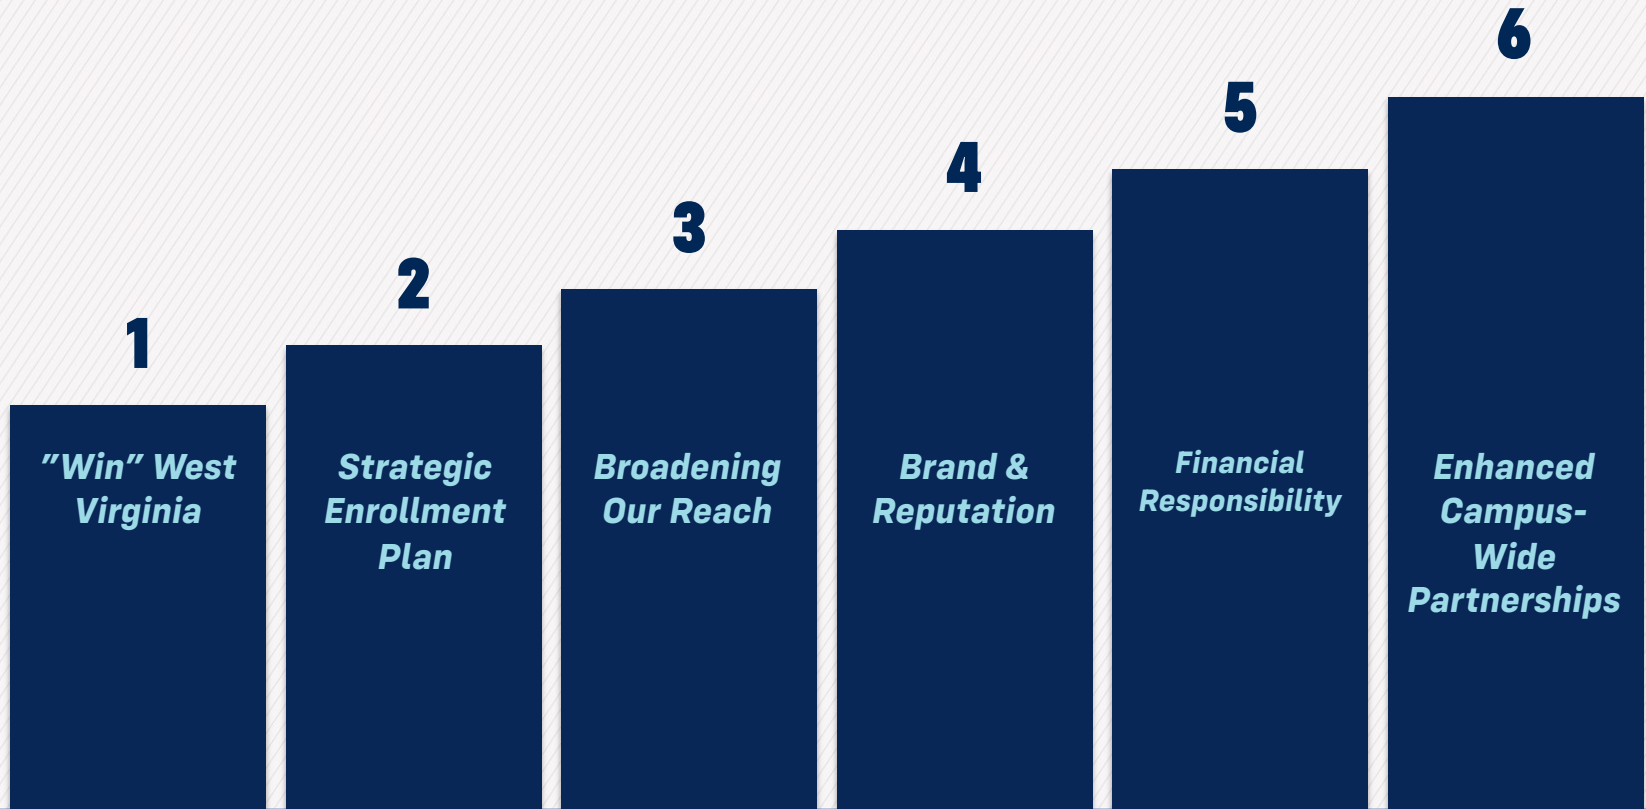 1
”Win” West
Virginia
2
Strategic
Enrollment
Plan
3
Broadening
Our Reach
4
Brand &
Reputation
5
Financial
Responsibility
6
Enhanced
Campus-
Wide
Partnerships